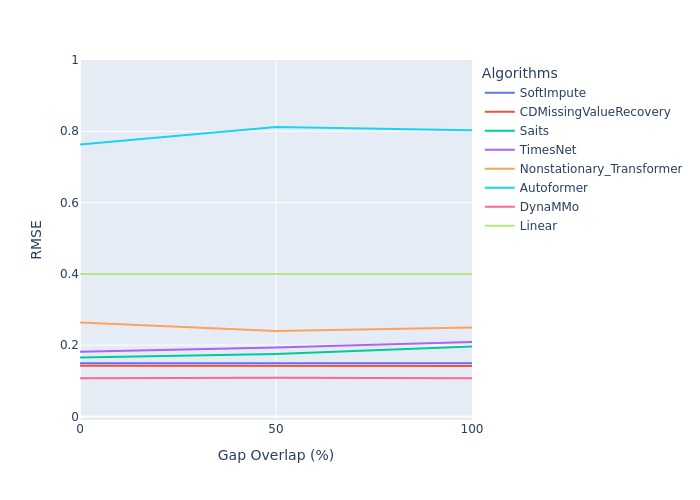 1
0.8
0.6
0.4
0.2
0
0
50
100
RMSE
Gap Overlap (%)
Algorithms
SoftImpute
CDMissingValueRecovery
Saits
TimesNet
Nonstationary_Transformer
Autoformer
DynaMMo
Linear